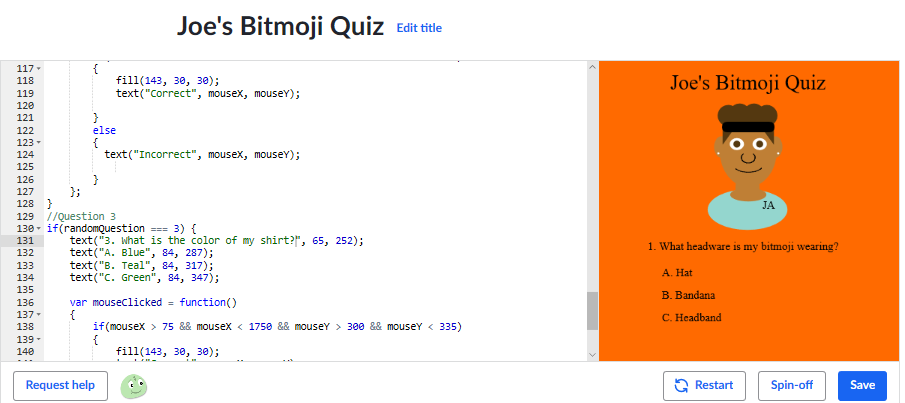 Joe's Bitmoji Quiz Edit title
117 {
118 fill(143, 30, 30);
119 text("Correct", mouseX, mouseY);
120
121 }
122 else
123 {
124 text("Incorrect", mouseX, mouseY);
125
126 }
127 };
128 }
129 //Question 3
130 if(randomQuestion === 3) {
131 text("3. What is the color of my shirt?", 65, 252);
132 text("A. Blue", 84, 287);
133 text("B. Teal", 84, 317);
134 text("C. Green", 84, 347);
135
136 var mouseClicked = function()
137 {
138 if(mouseX > 75 && mouseX < 1750 && mouseY > 300 && mouseY < 335)
139 {
140 fill(143, 30, 30);
Joe's Bitmoji Quiz
JA
1. What headware is my bitmoji wearing?
A. Hat
B. Bandana
C. Headband
Request help
Restart
Spin-off
Save